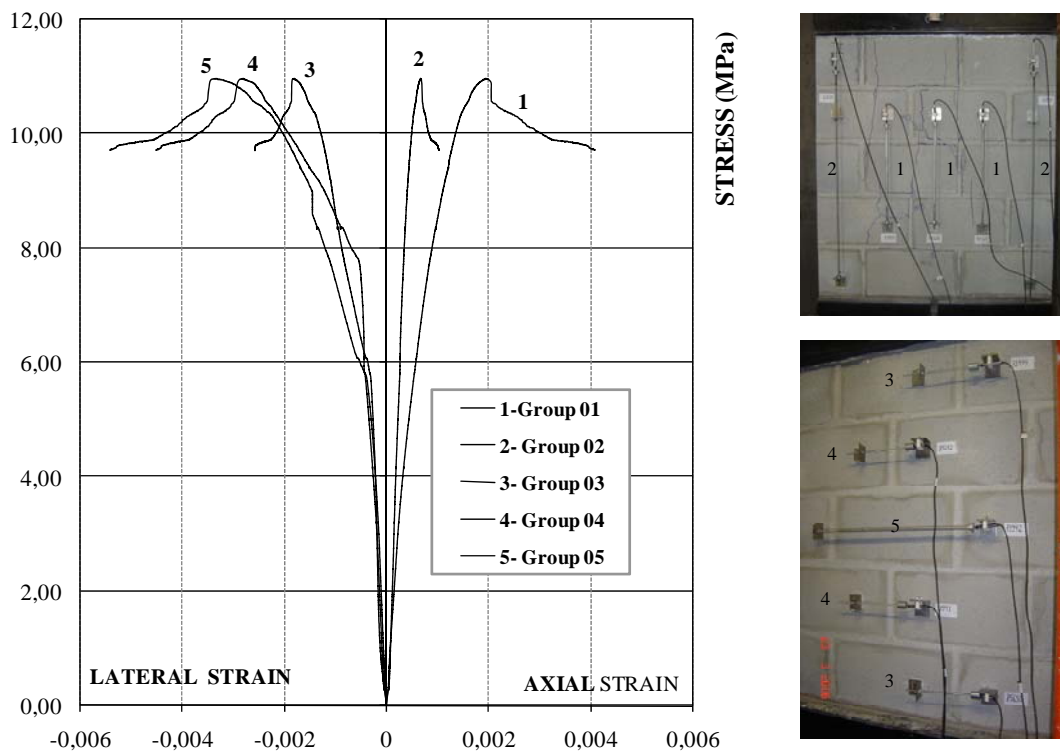 12,00
10,00
8,00
6,00
4,00
2,00
0,00
-0,006 -0,004 -0,002 0 0,002 0,004 0,006
5 4 3 2 1
STRESS (MPa)
LATERAL STRAIN
AXIAL STRAIN
1-Group 01
2- Group 02
3- Group 03
4- Group 04
5- Group 05
2 1 1 1 2
3
4
5
4
3